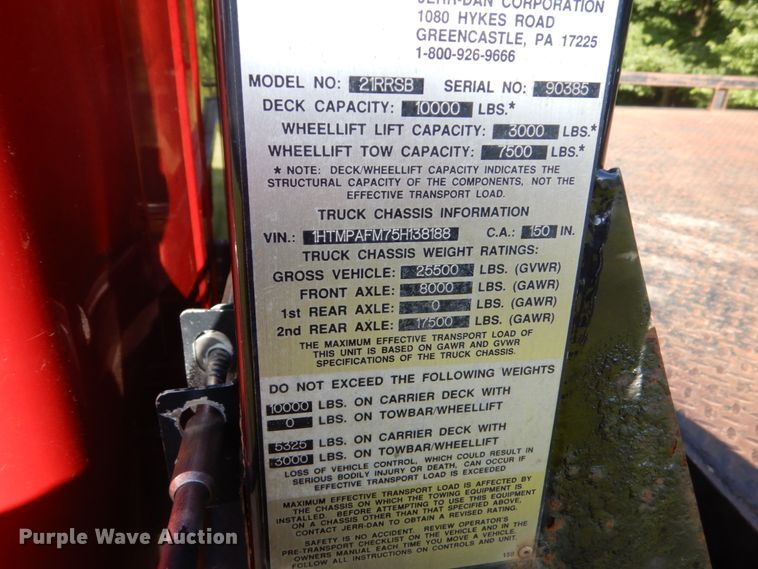 JERR-DAN CORPORATION
1080 HYKES ROAD
GREENCASTLE, PA 17225
1-800-926-9666
MODEL NO: 21RRSB SERIAL NO: 90385
DECK CAPACITY: 10000 LBS.*
WHEELLIFT LIFT CAPACITY: 3000 LBS.*
WHEELLIFT TOW CAPACITY: 7500 LBS.*
* NOTE: DECK/WHEELLIFT CAPACITY INDICATES THE
STRUCTURAL CAPACITY OF THE COMPONENTS, NOT THE
EFFECTIVE TRANSPORT LOAD.
TRUCK CHASSIS INFORMATION
VIN.: 1HTMPAFM75H138188 C.A.: 150 IN.
TRUCK CHASSIS WEIGHT RATINGS:
GROSS VEHICLE: 25500 LBS. (GVWR)
FRONT AXLE: 8000 LBS. (GAWR)
1st REAR AXLE: 0 LBS. (GAWR)
2nd REAR AXLE: 17500 LBS. (GAWR)
THE MAXIMUM EFFECTIVE TRANSPORT LOAD OF
THIS UNIT IS BASED ON GAWR AND GVWR
SPECIFICATIONS OF THE TRUCK CHASSIS.
DO NOT EXCEED THE FOLLOWING WEIGHTS
10000 LBS. ON CARRIER DECK WITH
0 LBS. ON TOWBAR/WHEELLIFT
5325 LBS. ON CARRIER DECK WITH
3000 LBS. ON TOWBAR/WHEELLIFT
LOSS OF VEHICLE CONTROL, WHICH COULD RESULT IN
SERIOUS BODILY INJURY OR DEATH, CAN OCCUR IF
EFFECTIVE TRANSPORT LOAD IS EXCEEDED
MAXIMUM EFFECTIVE TRANSPORT LOAD IS AFFECTED BY
THE CHASSIS ON WHICH THE TOWING EQUIPMENT IS
INSTALLED. BEFORE ATTEMPTING TO USE THIS EQUIPMENT
ON A CHASSIS OTHER THAN THAT SPECIFIED ABOVE,
CONTACT JERR-DAN TO OBTAIN A REVISED RATING.
SAFETY IS NO ACCIDENT. REVIEW OPERATOR'S
PRE-TRANSPORT CHECKLIST ON THE VEHICLE AND IN THE
OWNERS MANUAL EACH TIME YOU MOVE A VEHICLE.
FOLLOW ALL INSTRUCTIONS ON CONTROLS AND UNIT.
Purple Wave Auction